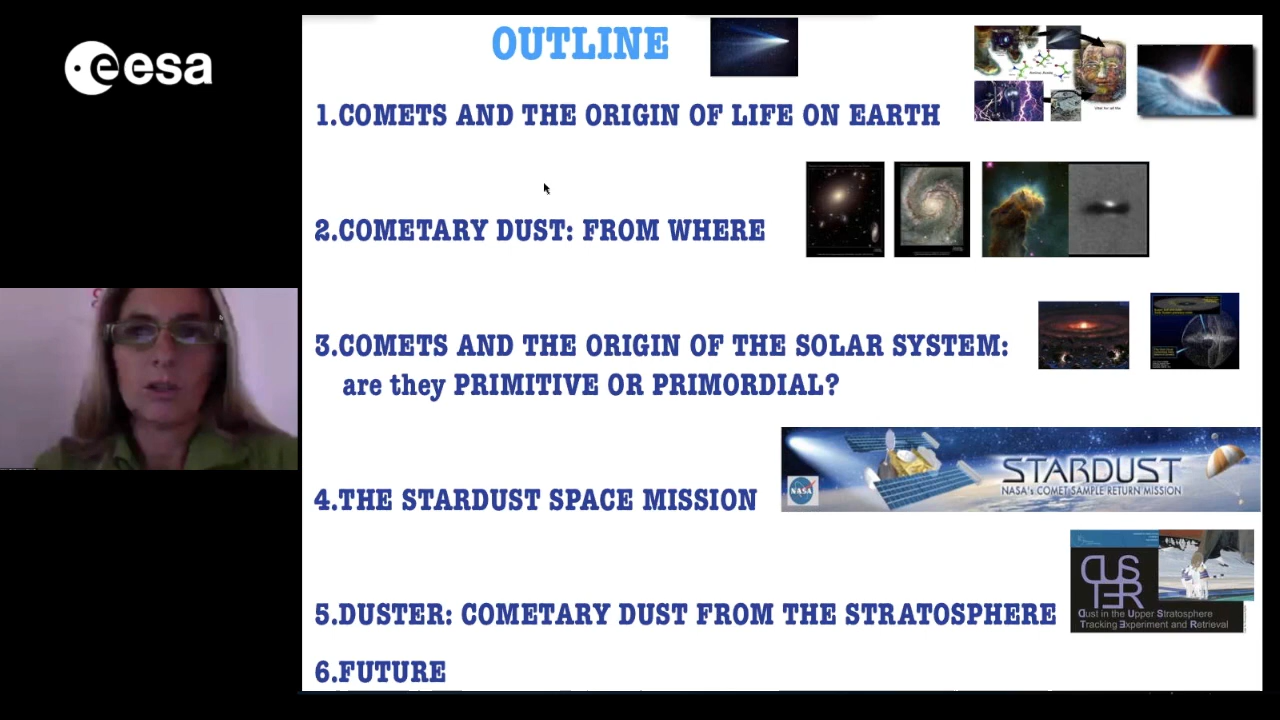 esa
OUTLINE
1.COMETS AND THE ORIGIN OF LIFE ON EARTH
2.COMETARY DUST: FROM WHERE
3.COMETS AND THE ORIGIN OF THE SOLAR SYSTEM:
are they PRIMITIVE OR PRIMORDIAL?
STARDUST
NASA's COMET SAMPLE RETURN MISSION
NASA
4.THE STARDUST SPACE MISSION
DUS
TER
Dust in the Upper Stratosphere
Tracking Experiment and Retrieval
5.DUSTER: COMETARY DUST FROM THE STRATOSPHERE
6.FUTURE